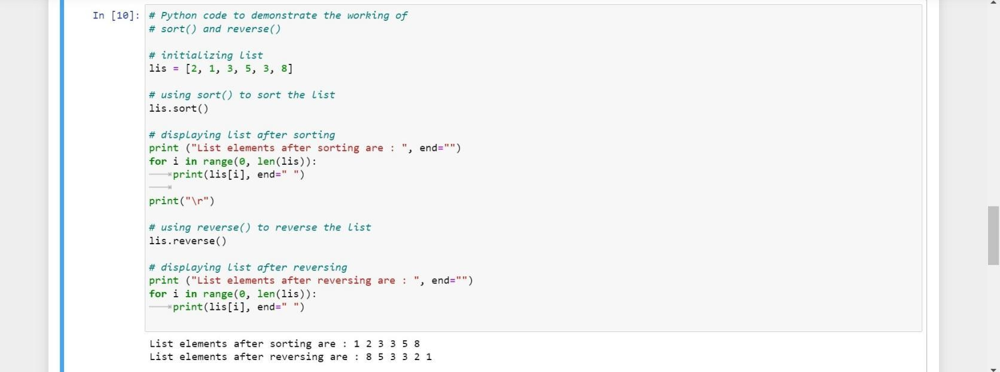 In [10]: # Python code to demonstrate the working of
# sort() and reverse()
# initializing list
lis = [2, 1, 3, 5, 3, 8]
# using sort() to sort the list
lis.sort()
# displaying list after sorting
print ("List elements after sorting are : ", end="")
for i in range(0, len(lis)):
print(lis[i], end=" ")
print("\r")
# using reverse() to reverse the list
lis.reverse()
# displaying list after reversing
print ("List elements after reversing are : ", end="")
for i in range(0, len(lis)):
print(lis[i], end=" ")
List elements after sorting are : 1 2 3 3 5 8
List elements after reversing are : 8 5 3 3 2 1